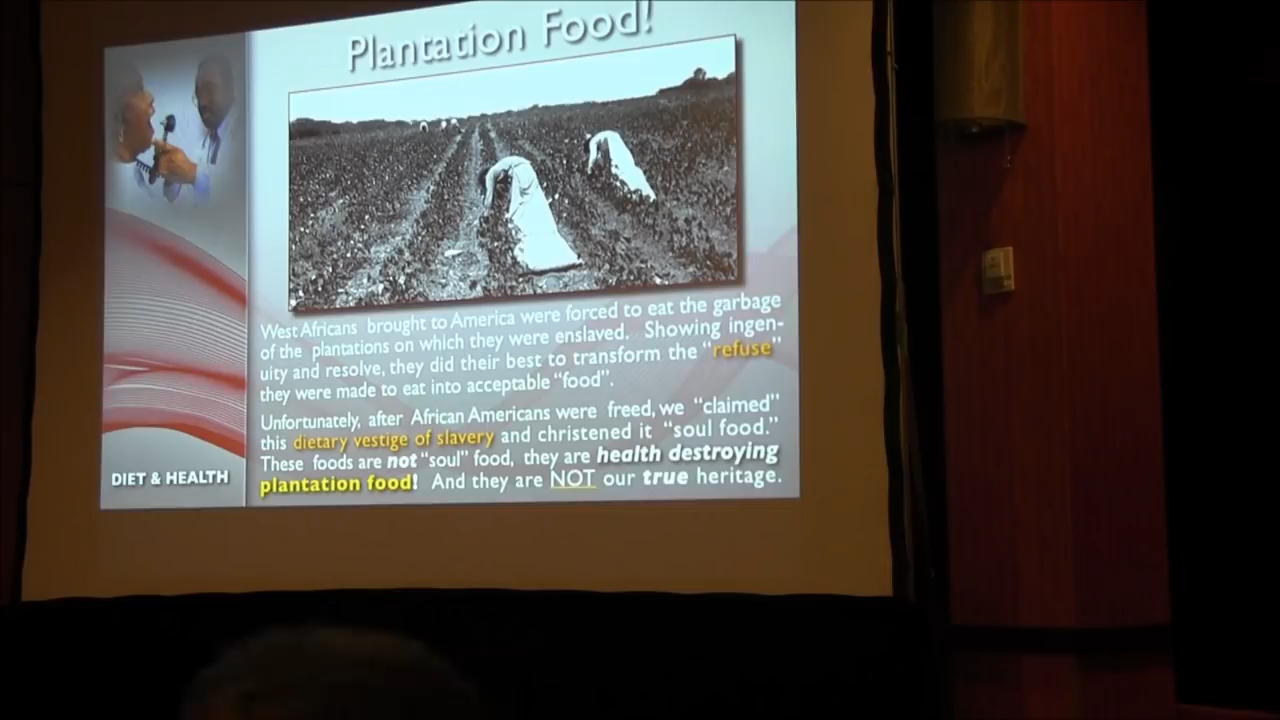 Plantation Food!
West Africans brought to America were forced to eat the garbage
of the plantations on which they were enslaved. Showing ingen-
uity and resolve, they did their best to transform the "refuse"
they were made to eat into acceptable "food".
Unfortunately, after African Americans were freed, we "claimed"
this dietary vestige of slavery and christened it "soul food."
These foods are not "soul" food, they are health destroying
plantation food! And they are NOT our true heritage.
DIET & HEALTH